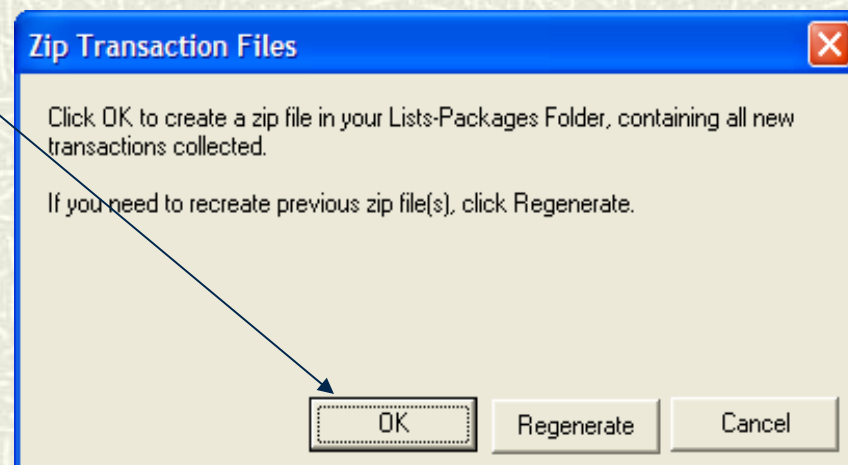 Zip Transaction Files
Click OK to create a zip file in your Lists-Packages Folder, containing all new
transactions collected.
If you need to recreate previous zip file(s), click Regenerate.
OK Regenerate Cancel